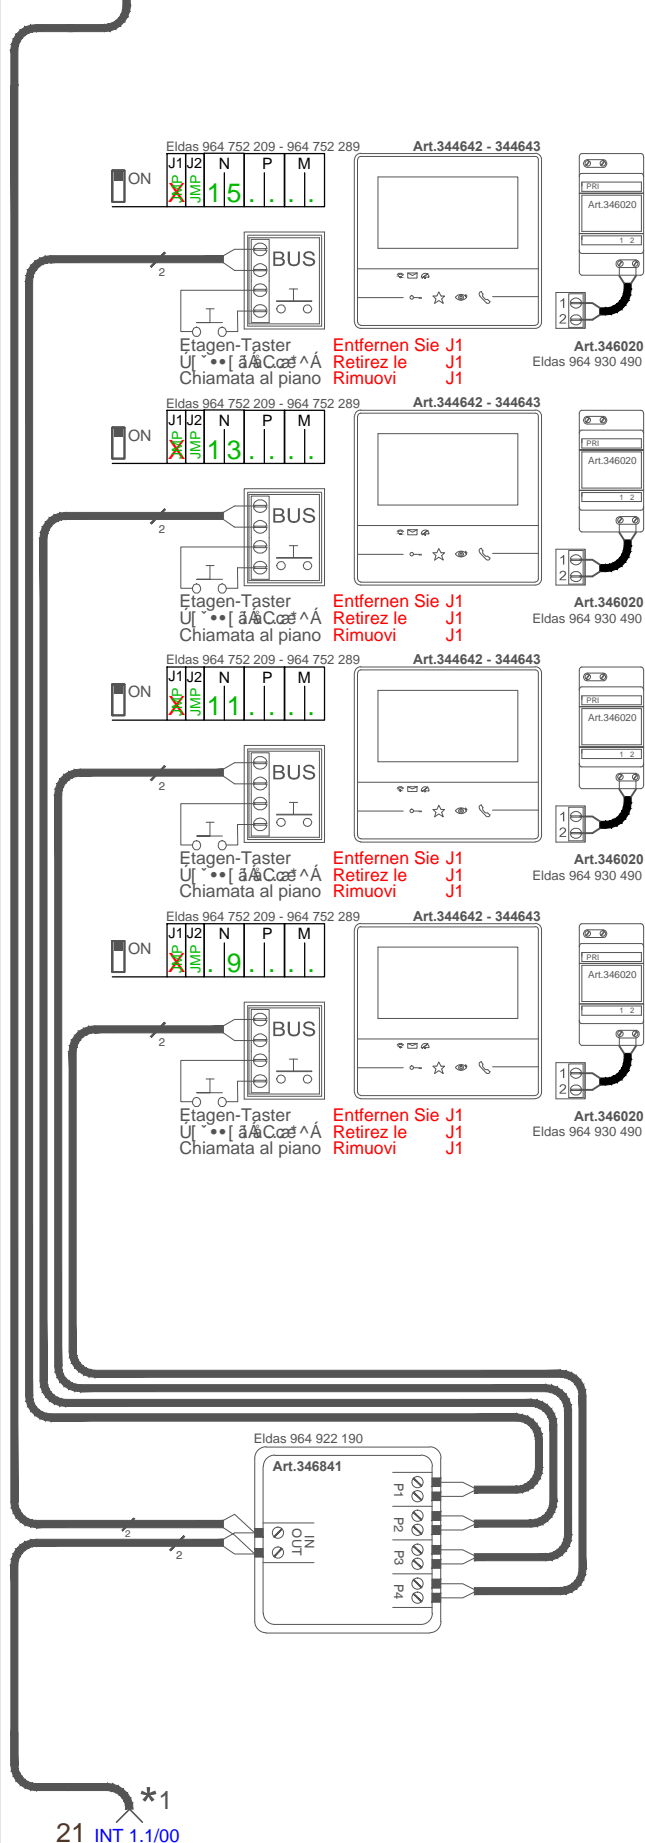 Eldas 964 752 209 - 964 752 289 Art.344642 - 344643
J1 J2 N P M
ON JMP JMP 1 5 . . . .
PRI
Art.346020
1 2
BUS
2
1
2
Etagen-Taster Entfernen Sie J1 Art.346020
Retirez le J1 Eldas 964 930 490
Chiamata al piano Rimuovi J1
Eldas 964 752 209 - 964 752 289 Art.344642 - 344643
J1 J2 N P M
ON JMP JMP 1 3 . . . .
PRI
Art.346020
1 2
BUS
2
1
2
Etagen-Taster Entfernen Sie J1 Art.346020
Retirez le J1 Eldas 964 930 490
Chiamata al piano Rimuovi J1
Eldas 964 752 209 - 964 752 289 Art.344642 - 344643
J1 J2 N P M
ON JMP JMP 1 1 . . . .
PRI
Art.346020
1 2
BUS
2
1
2
Etagen-Taster Entfernen Sie J1 Art.346020
Retirez le J1 Eldas 964 930 490
Chiamata al piano Rimuovi J1
Eldas 964 752 209 - 964 752 289 Art.344642 - 344643
J1 J2 N P M
ON JMP JMP . 9 . . . .
PRI
Art.346020
1 2
BUS
2
1
2
Etagen-Taster Entfernen Sie J1 Art.346020
Retirez le J1 Eldas 964 930 490
Chiamata al piano Rimuovi J1
Eldas 964 922 190
Art.346841
P1
P2
P3
P4
IN
OUT
2
2
*1
21 INT 1.1/00